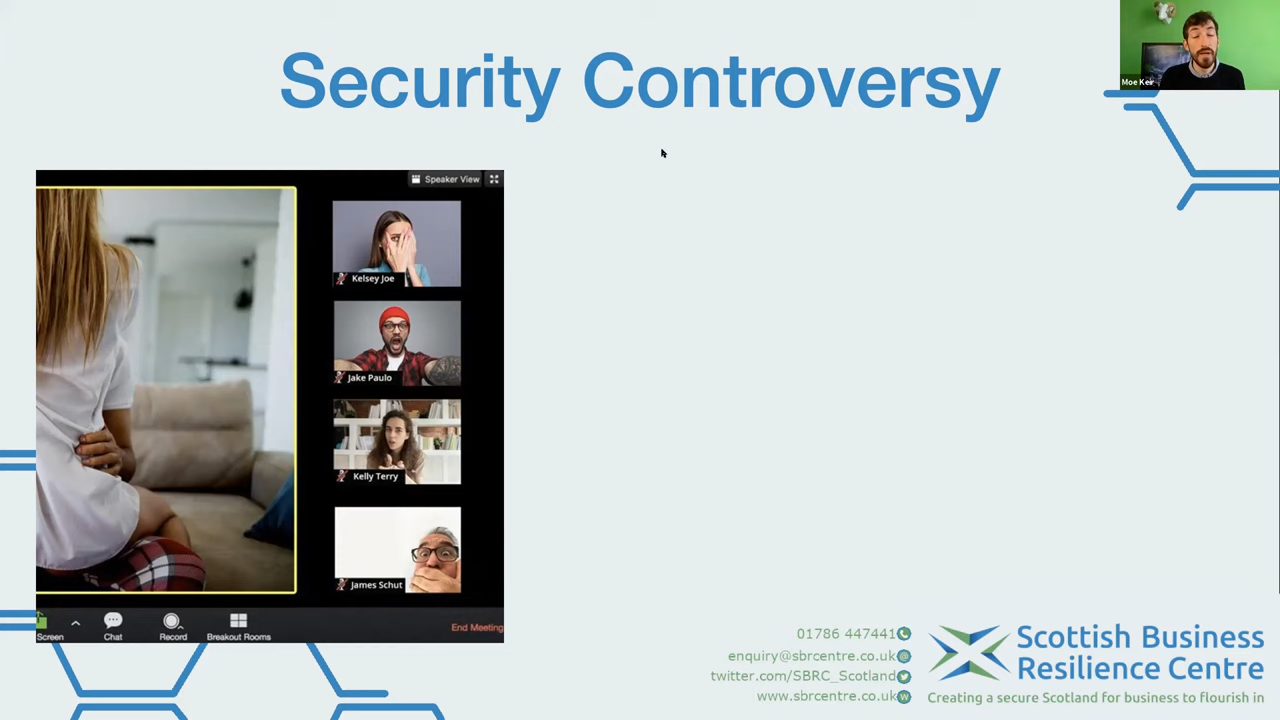 Security Controversy
Moe Keir
Speaker View
Kelsey Joe
Jake Paulo
Kelly Terry
James Schut
Screen
Chat
Record
Breakout Rooms
End Meeting
01786 447441
enquiry@sbrcentre.co.uk
twitter.com/SBRC_Scotland
www.sbrcentre.co.uk
Scottish Business
Resilience Centre
Creating a secure Scotland for business to flourish in